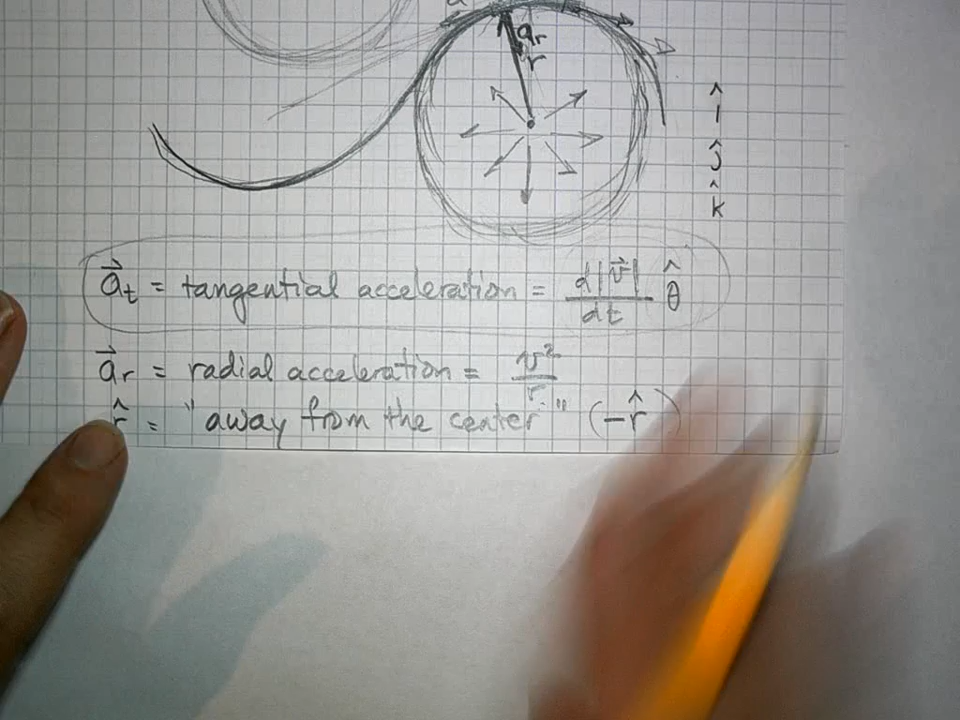 a
a_r
r
î
ĵ
k̂
a⃗_t = tangential acceleration = d|v⃗|/dt θ̂
a⃗_r = radial acceleration = v²/r
r̂ = "away from the center" (-r̂)